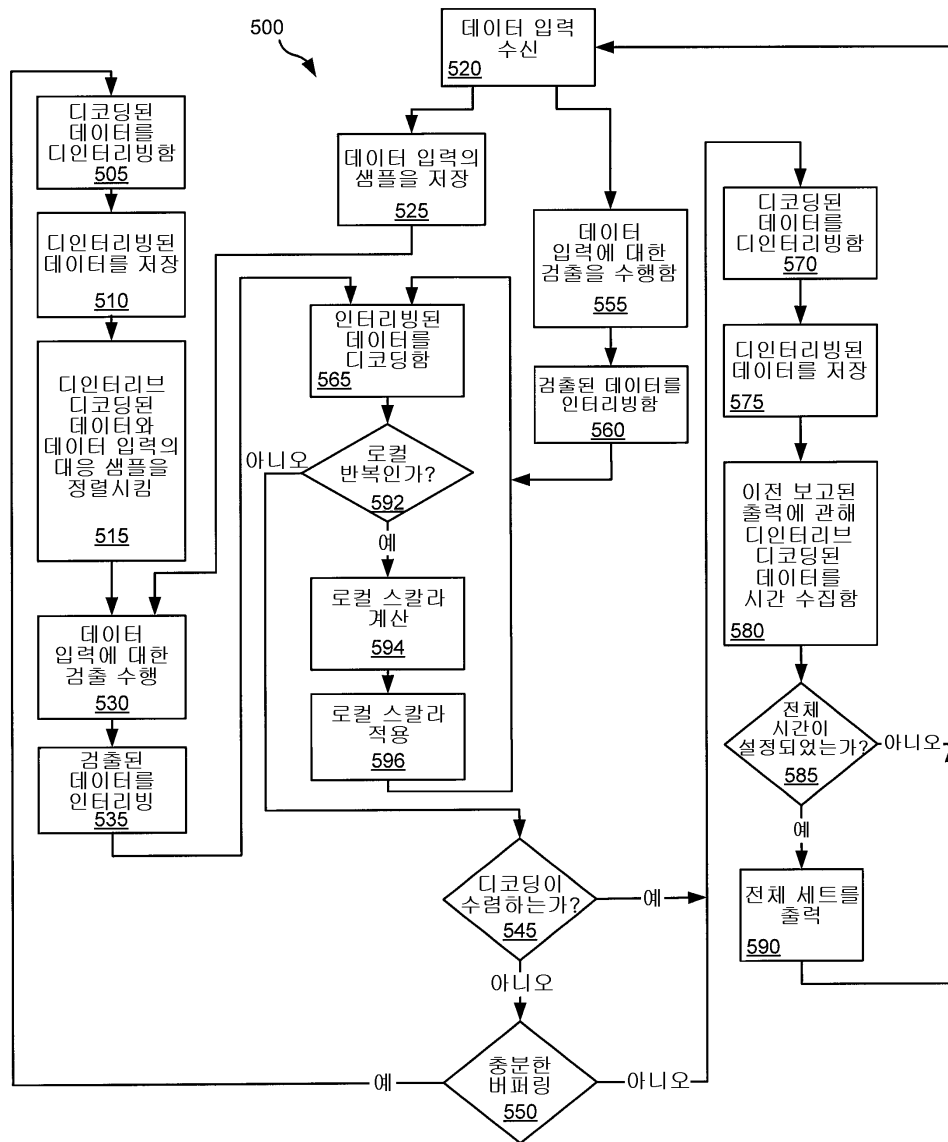 500
데이터 입력
수신
520
디코딩된
데이터를
디인터리빙함
505
디인터리빙된
데이터를 저장
510
디인터리브
디코딩된
데이터와
데이터 입력의
대응 샘플을
정렬시킴
515
데이터
입력에 대한
검출 수행
530
검출된
데이터를
인터리빙
535
데이터 입력의
샘플을 저장
525
인터리빙된
데이터를
디코딩함
565
로컬
반복인가?
592
아니오
예
로컬 스칼라
계산
594
로컬 스칼라
적용
596
데이터
입력에 대한
검출을 수행함
555
검출된 데이터를
인터리빙함
560
디코딩이
수렴하는가?
545
예
아니오
충분한
버퍼링
550
예
아니오
디코딩된
데이터를
디인터리빙함
570
디인터리빙된
데이터를 저장
575
이전 보고된
출력에 관해
디인터리브
디코딩된
데이터를
시간 수집함
580
전체
시간이
설정되었는가?
585
아니오
예
전체 세트를
출력
590